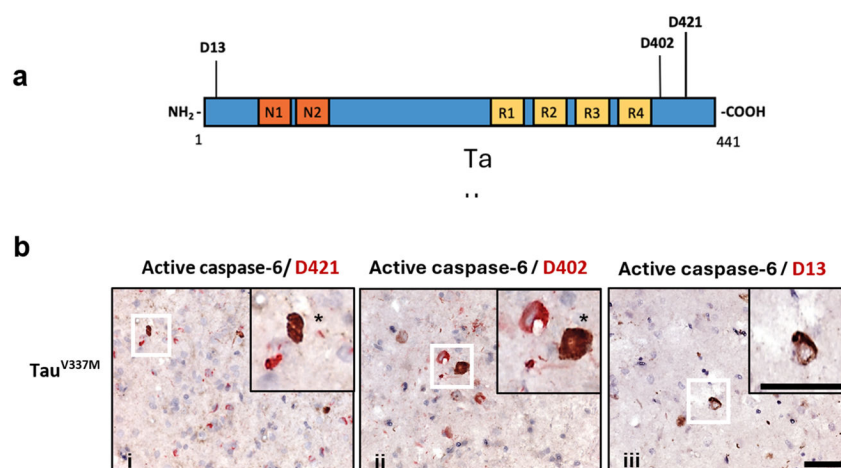 D421
D13
D402
a
NH2 - N1 N2 R1 R2 R3 R4 -COOH
1 441
Ta
b
Active caspase-6/ D421 Active caspase-6 / D402 Active caspase-6 / D13
* *
TauV337M
i ii iii